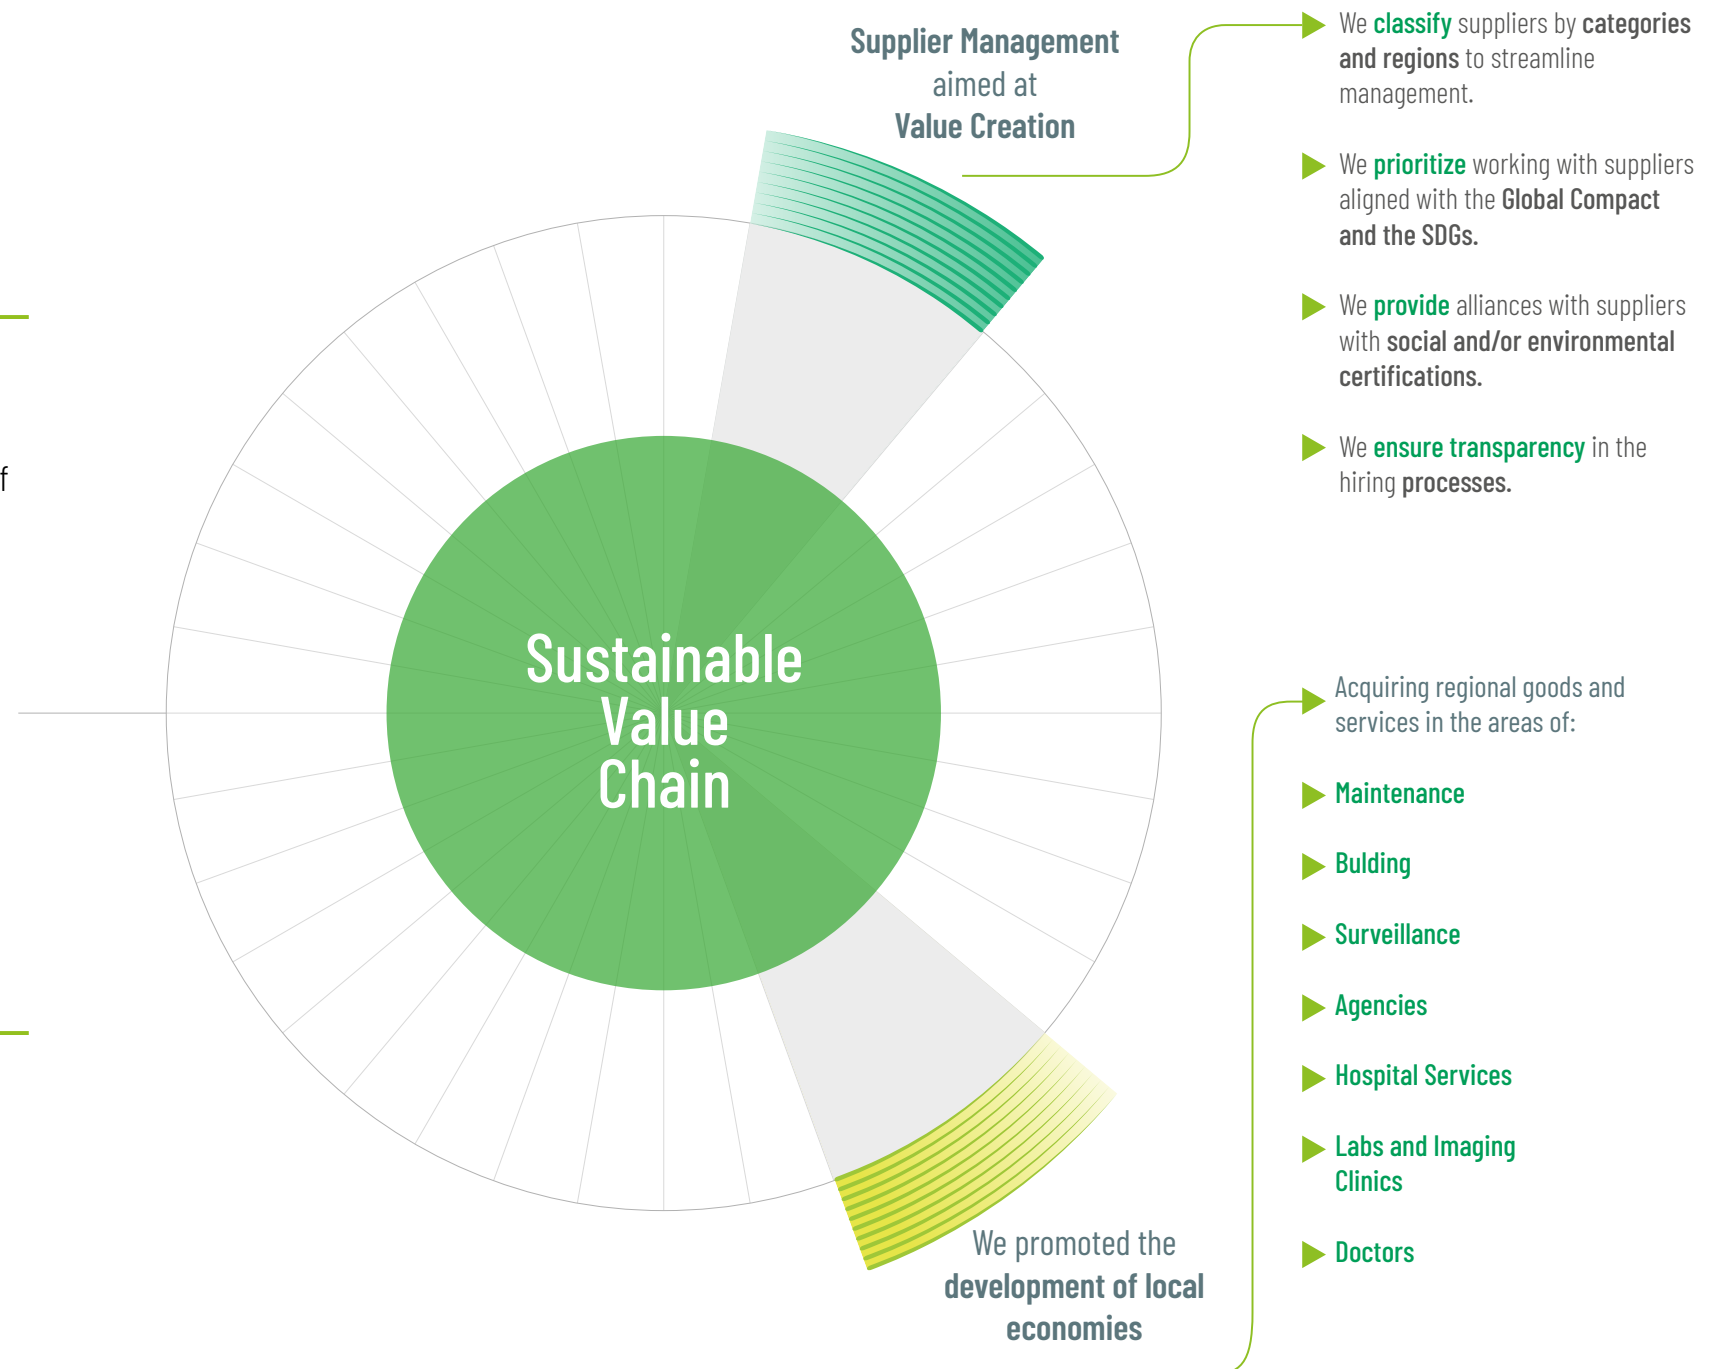 Supplier Management
aimed at
Value Creation
We classify suppliers by categories
and regions to streamline
management.
We prioritize working with suppliers
aligned with the Global Compact
and the SDGs.
We provide alliances with suppliers
with social and/or environmental
certifications.
We ensure transparency in the
hiring processes.
f
Sustainable
Value
Chain
Acquiring regional goods and
services in the areas of:
Maintenance
Bulding
Surveillance
Agencies
Hospital Services
Labs and Imaging
Clinics
Doctors
We promoted the
development of local
economies